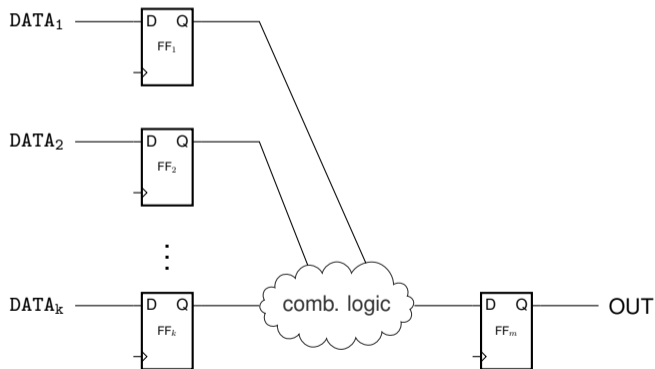 DATA₁ D Q
FF₁
DATA₂ D Q
FF₂
⋮
DATAₖ D Q comb. logic D Q OUT
FFₖ FFₘ